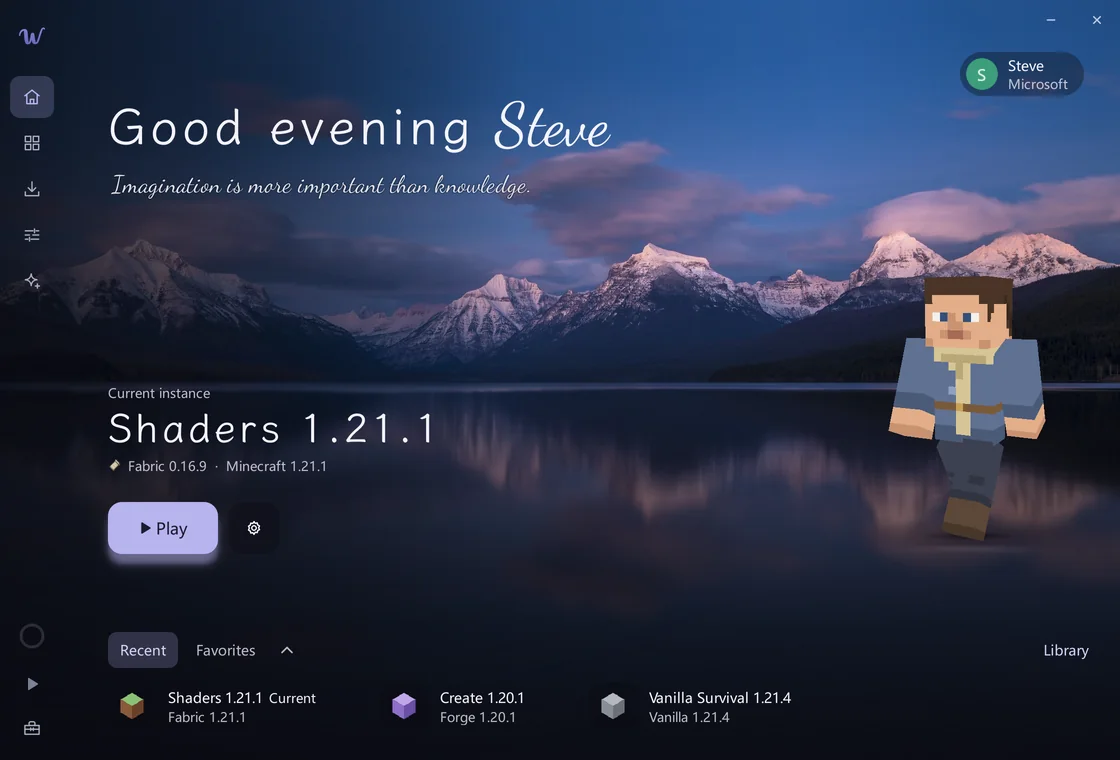 W
Steve
Microsoft
S
Good evening Steve
Imagination is more important than knowledge.
Current instance
Shaders 1.21.1
Fabric 0.16.9 · Minecraft 1.21.1
Play
Recent
Favorites
Library
Shaders 1.21.1 Current
Fabric 1.21.1
Create 1.20.1
Forge 1.20.1
Vanilla Survival 1.21.4
Vanilla 1.21.4